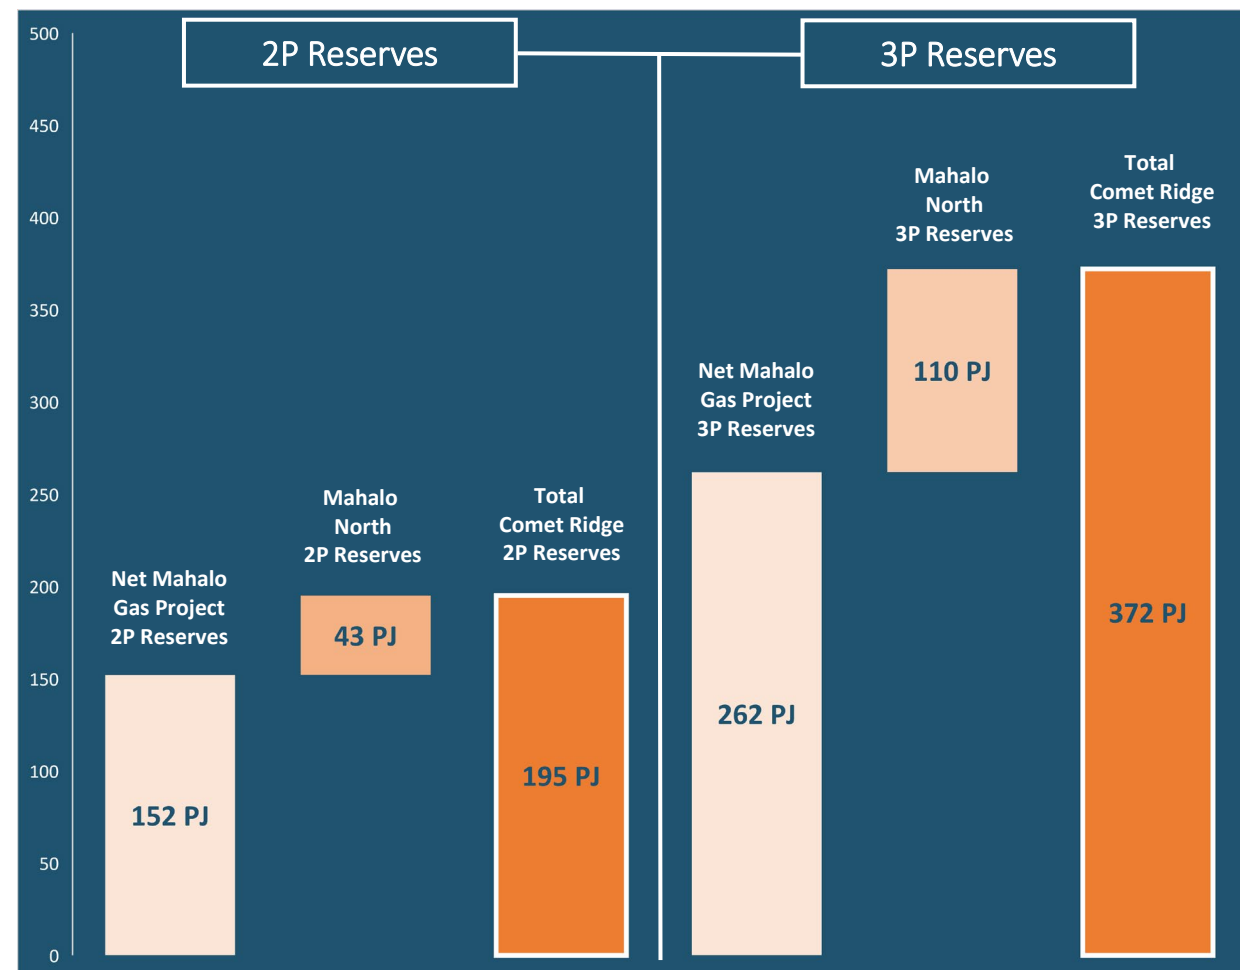 2P Reserves
3P Reserves
500
450
400
350
300
250
200
150
100
50
0
Net Mahalo
Gas Project
2P Reserves
152 PJ
Mahalo
North
2P Reserves
43 PJ
Total
Comet Ridge
2P Reserves
195 PJ
Net Mahalo
Gas Project
3P Reserves
262 PJ
Mahalo
North
3P Reserves
110 PJ
Total
Comet Ridge
3P Reserves
372 PJ